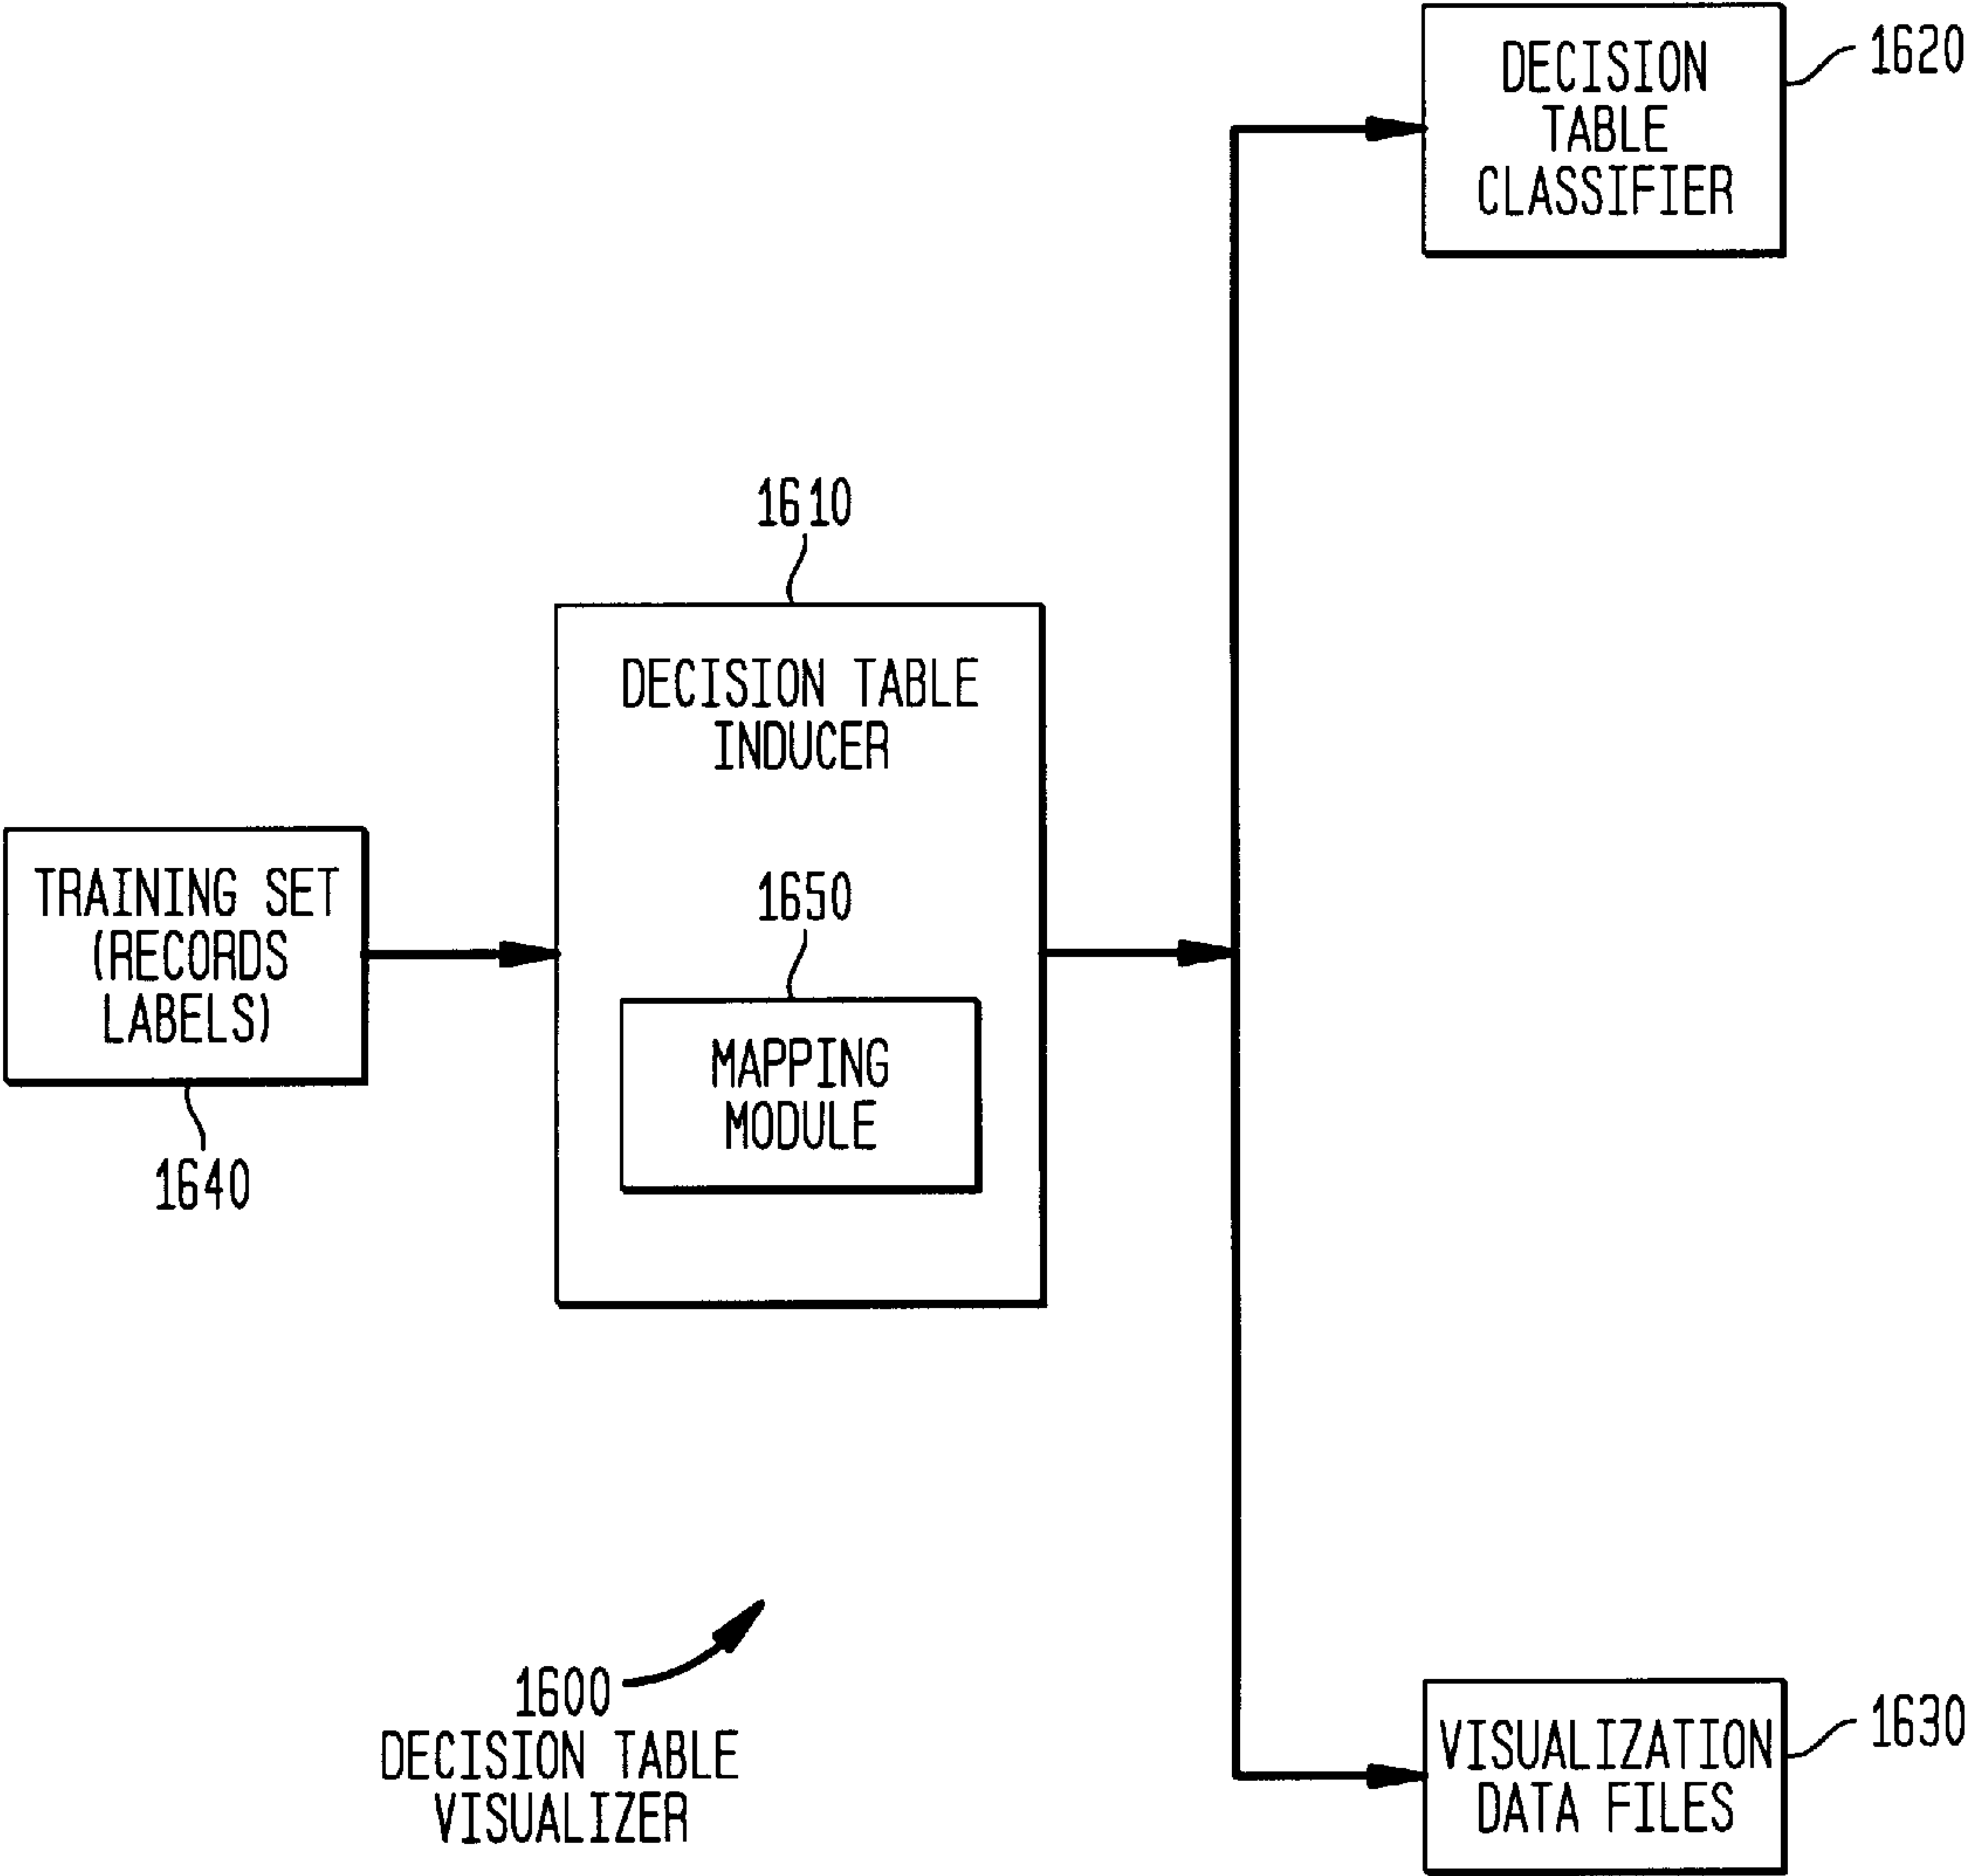 1620
DECISION
TABLE
CLASSIFIER
1610
DECISION TABLE
INDUCER
1650
MAPPING
MODULE
TRAINING SET
(RECORDS
LABELS)
1640
1600
DECISION TABLE
VISUALIZER
1630
VISUALIZATION
DATA FILES